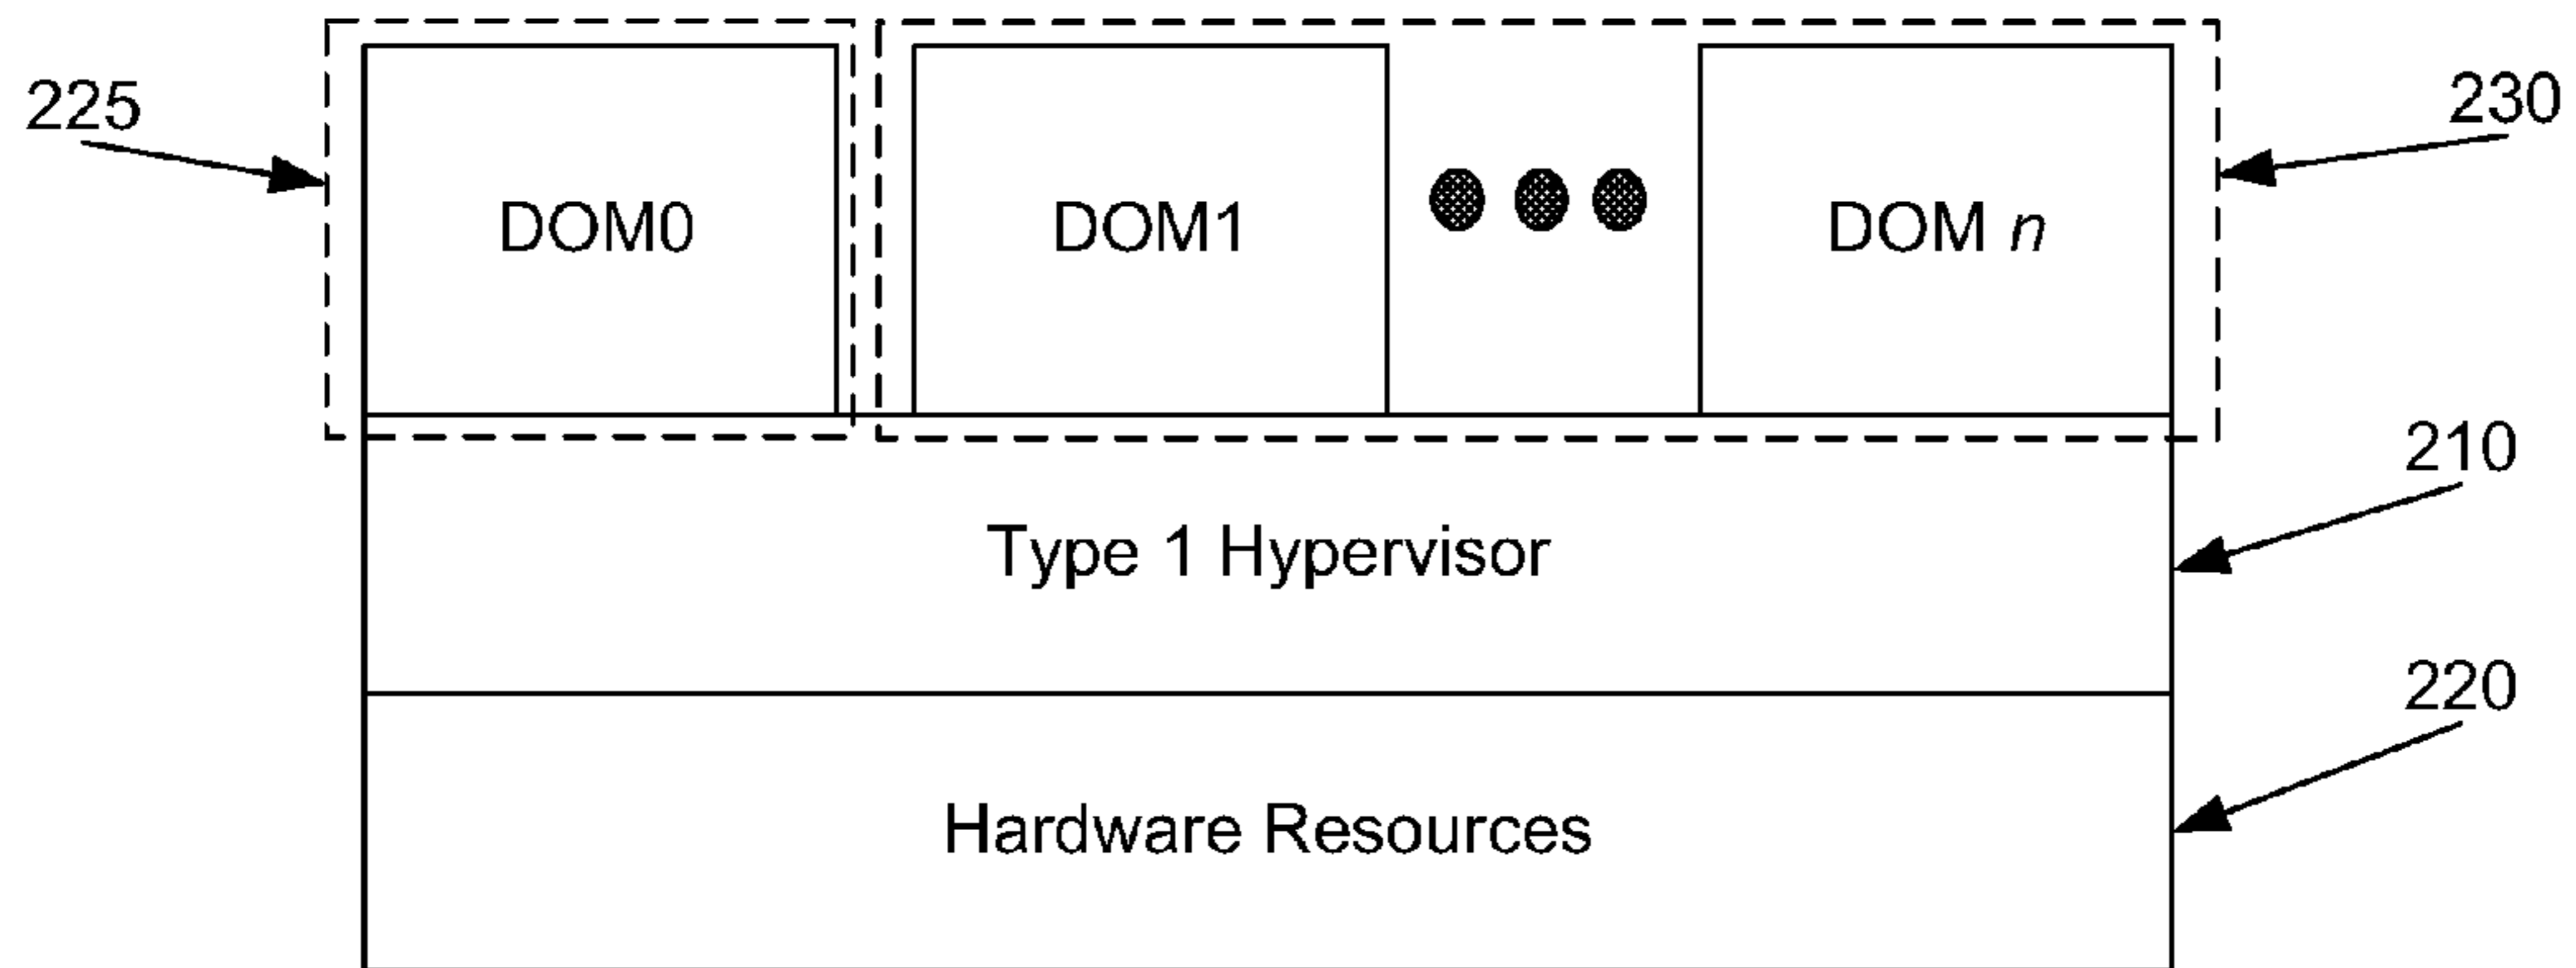 225
230
DOM0
DOM1
DOM n
210
Type 1 Hypervisor
220
Hardware Resources